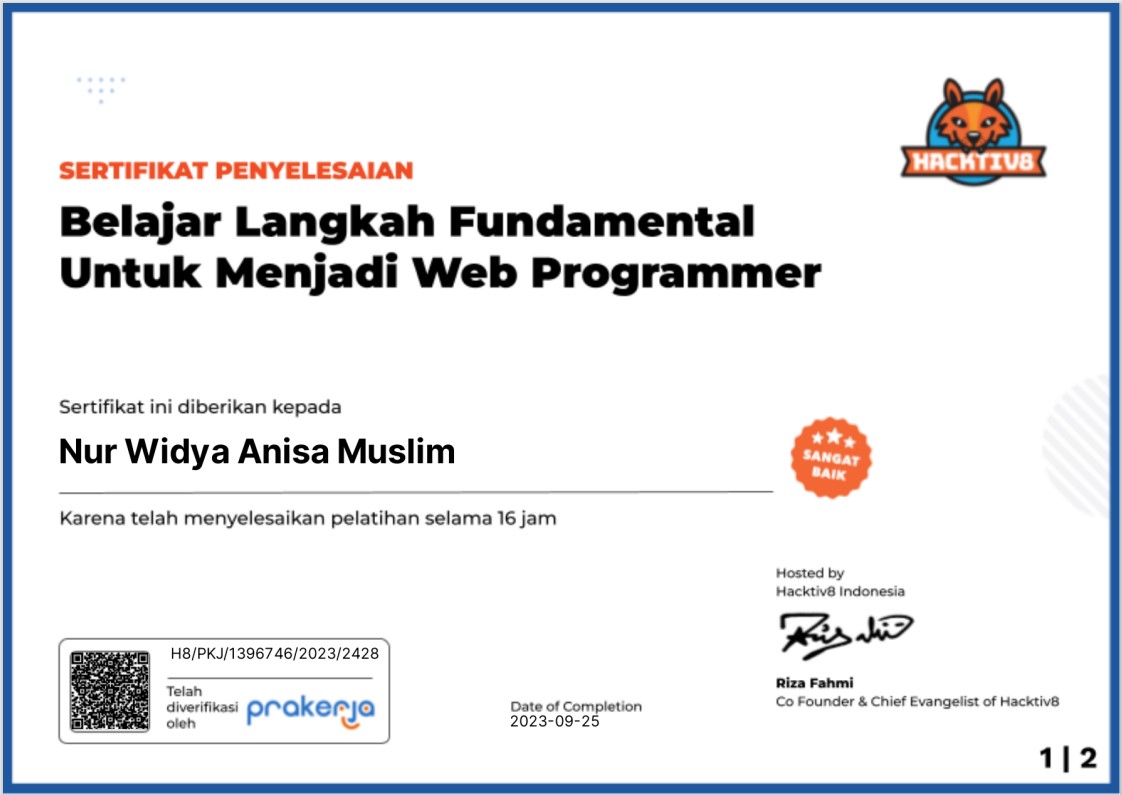 HACKTIV8
SERTIFIKAT PENYELESAIAN
Belajar Langkah Fundamental
Untuk Menjadi Web Programmer
Sertifikat ini diberikan kepada
Nur Widya Anisa Muslim
SANGAT
BAIK
Karena telah menyelesaikan pelatihan selama 16 jam
Hosted by
Hacktiv8 Indonesia
Riza Fahmi
Co Founder & Chief Evangelist of Hacktiv8
H8/PKJ/1396746/2023/2428
Telah
diverifikasi
oleh
prakerja
Date of Completion
2023-09-25
1 | 2